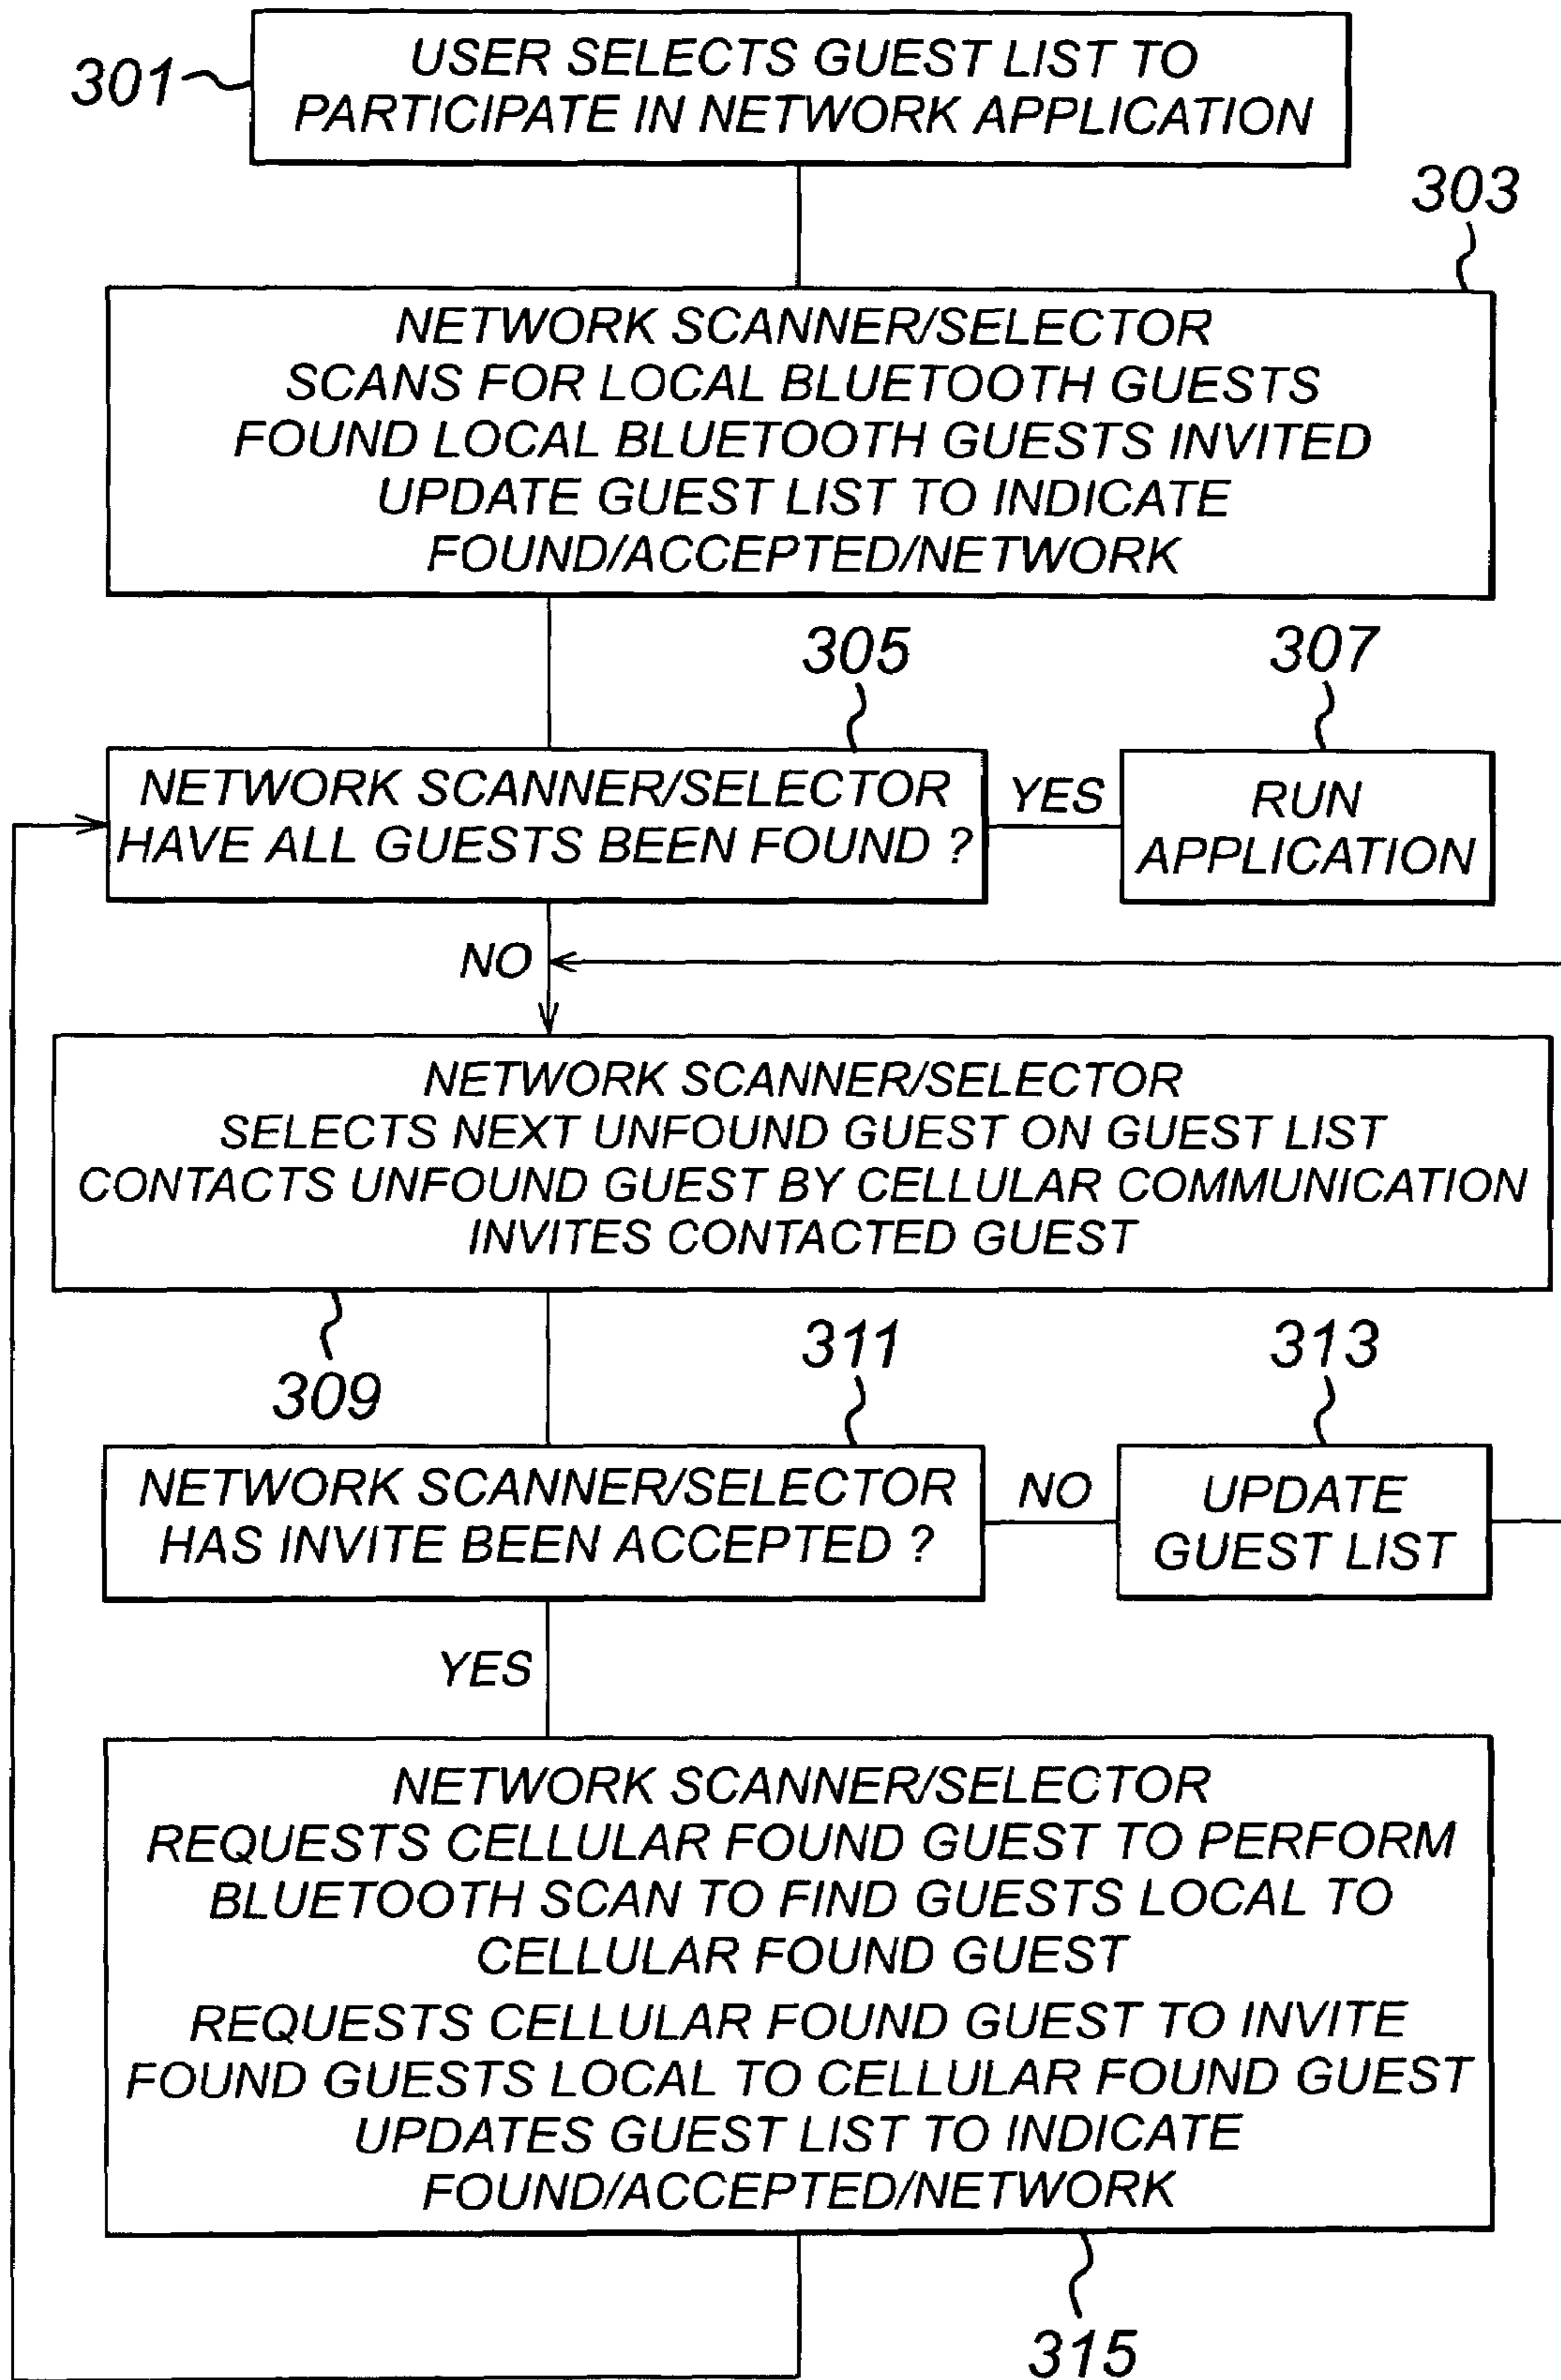 301
USER SELECTS GUEST LIST TO
PARTICIPATE IN NETWORK APPLICATION
303
NETWORK SCANNER/SELECTOR
SCANS FOR LOCAL BLUETOOTH GUESTS
FOUND LOCAL BLUETOOTH GUESTS INVITED
UPDATE GUEST LIST TO INDICATE
FOUND/ACCEPTED/NETWORK
305
307
NETWORK SCANNER/SELECTOR
HAVE ALL GUESTS BEEN FOUND ?
YES
RUN
APPLICATION
NO
NETWORK SCANNER/SELECTOR
SELECTS NEXT UNFOUND GUEST ON GUEST LIST
CONTACTS UNFOUND GUEST BY CELLULAR COMMUNICATION
INVITES CONTACTED GUEST
309
311
313
NETWORK SCANNER/SELECTOR
HAS INVITE BEEN ACCEPTED ?
NO
UPDATE
GUEST LIST
YES
NETWORK SCANNER/SELECTOR
REQUESTS CELLULAR FOUND GUEST TO PERFORM
BLUETOOTH SCAN TO FIND GUESTS LOCAL TO
CELLULAR FOUND GUEST
REQUESTS CELLULAR FOUND GUEST TO INVITE
FOUND GUESTS LOCAL TO CELLULAR FOUND GUEST
UPDATES GUEST LIST TO INDICATE
FOUND/ACCEPTED/NETWORK
315